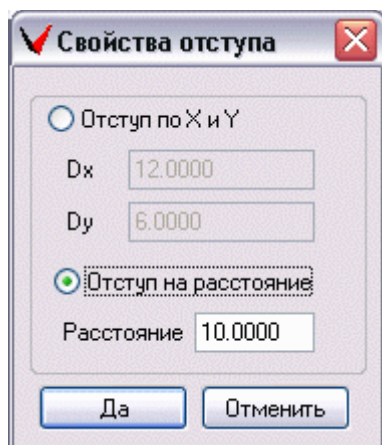 Свойства отступа
Отступ по X и Y
Dx 12.0000
Dy 6.0000
Отступ на расстояние
Расстояние 10.0000
Да Отменить